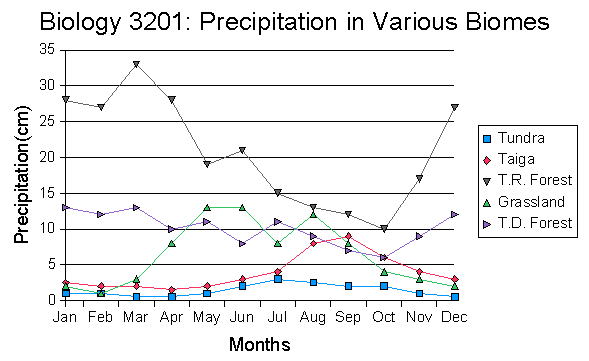 Biology 3201: Precipitation in Various Biomes
35
30
25
20
15
10
5
0
Precipitation(cm)
Jan Feb Mar Apr May Jun Jul Aug Sep Oct Nov Dec
Months
Tundra
Taiga
T.R. Forest
Grassland
T.D. Forest